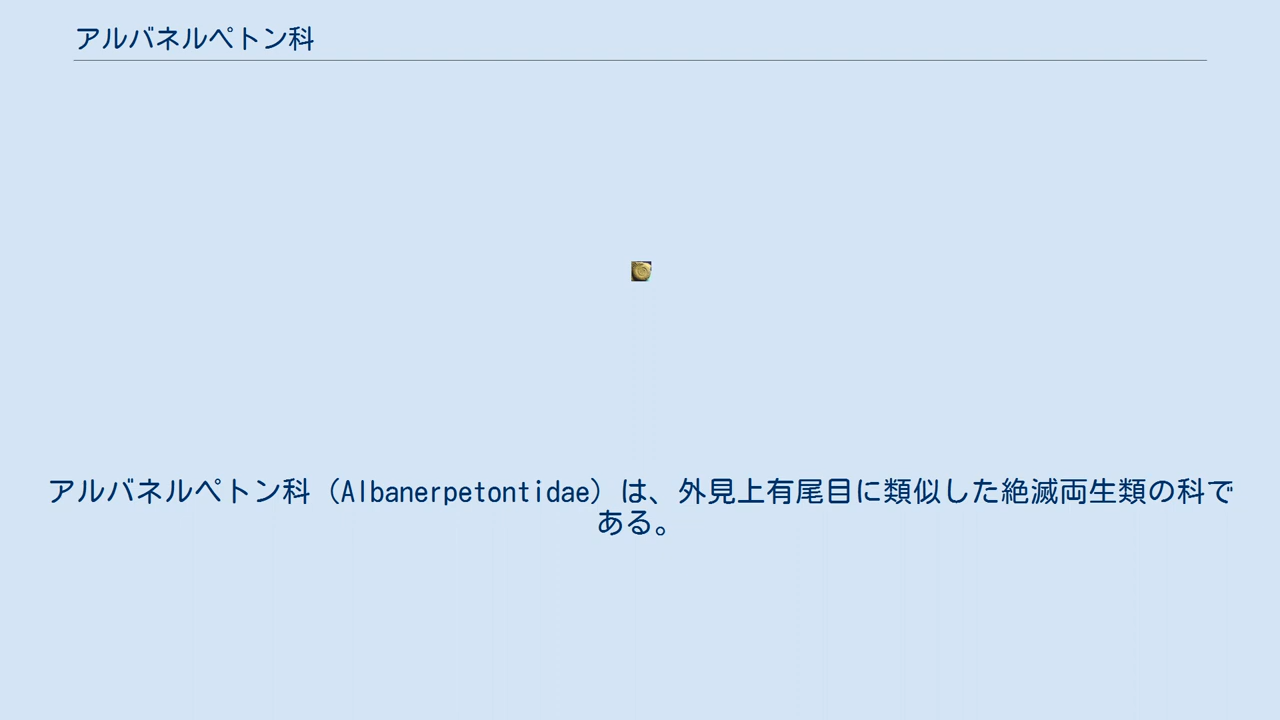 アルバネルペトン科
アルバネルペトン科（Albanerpetontidae）は、外見上有尾目に類似した絶滅両生類の科で
ある。